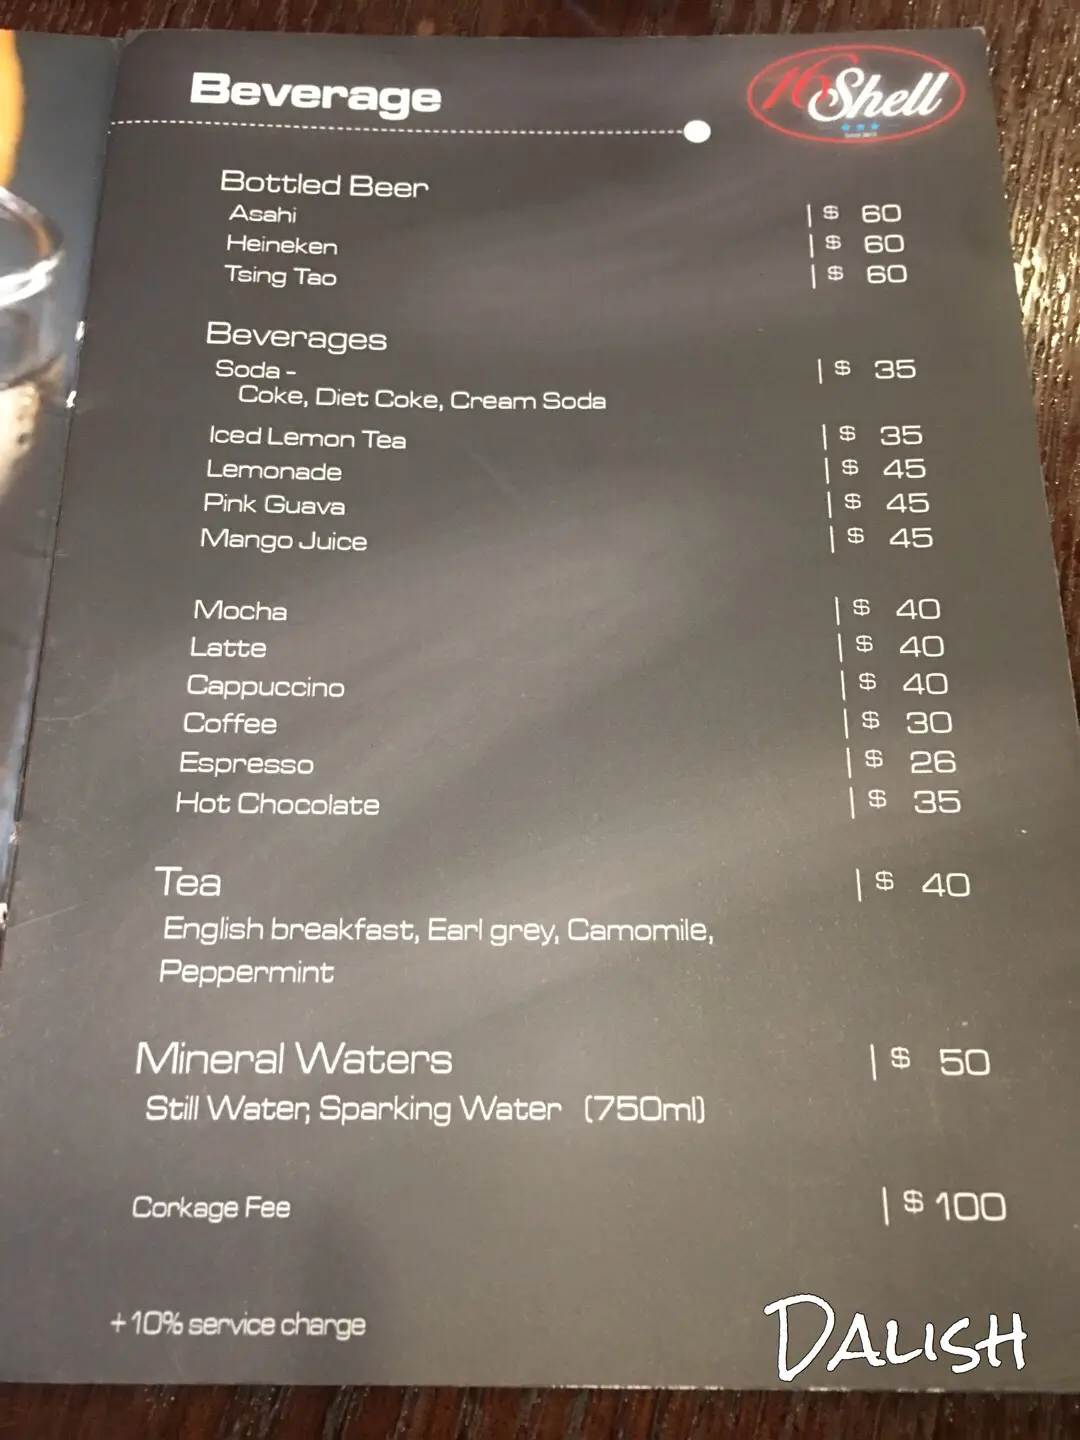 Beverage
16 Shell
Bottled Beer
Asahi | $ 60
Heineken | $ 60
Tsing Tao | $ 60
Beverages
Soda - | $ 35
Coke, Diet Coke, Cream Soda
Iced Lemon Tea | $ 35
Lemonade | $ 45
Pink Guava | $ 45
Mango Juice | $ 45
Mocha | $ 40
Latte | $ 40
Cappuccino | $ 40
Coffee | $ 30
Espresso | $ 26
Hot Chocolate | $ 35
Tea | $ 40
English breakfast, Earl grey, Camomile,
Peppermint
Mineral Waters | $ 50
Still Water, Sparking Water (750ml)
Corkage Fee | $ 100
+10% service charge
DALISH